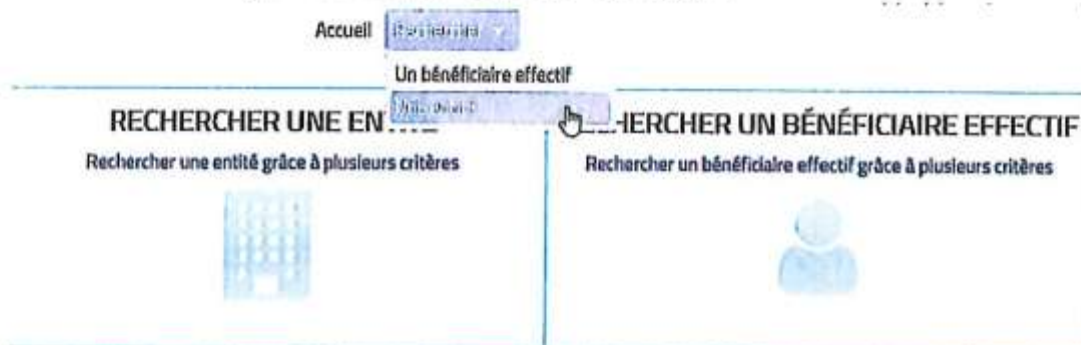 Accueil Rechercher
Un bénéficiaire effectif
RECHERCHER UNE EN
HERCHER UN BÉNÉFICIAIRE EFFECTIF
Rechercher une entité grâce à plusieurs critères
Rechercher un bénéficiaire effectif grâce à plusieurs critères